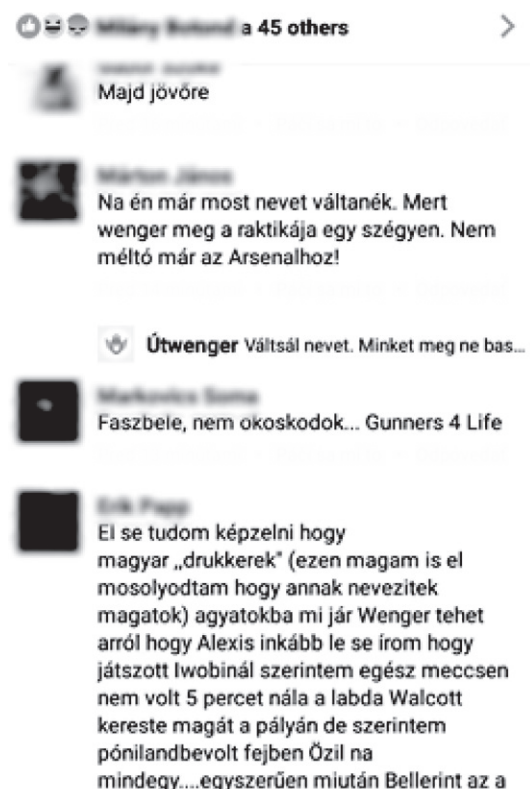 a 45 others
Majd jövőre
Na én már most nevet váltanék. Mert
wenger meg a raktikája egy szégyen. Nem
méltó már az Arsenalhoz!
Útwenger Váltsál nevet. Minket meg ne bas...
Faszbele, nem okoskodok... Gunners 4 Life
El se tudom képzelni hogy
magyar „drukkerek" (ezen magam is el
mosolyodtam hogy annak nevezitek
magatok) agyatokba mi jár Wenger tehet
arról hogy Alexis inkább le se írom hogy
játszott Iwobinál szerintem egész meccsen
nem volt 5 percet nála a labda Walcott
kereste magát a pályán de szerintem
pónilandbevolt fejben Özil na
mindegy....egyszerűen miután Bellerint az a